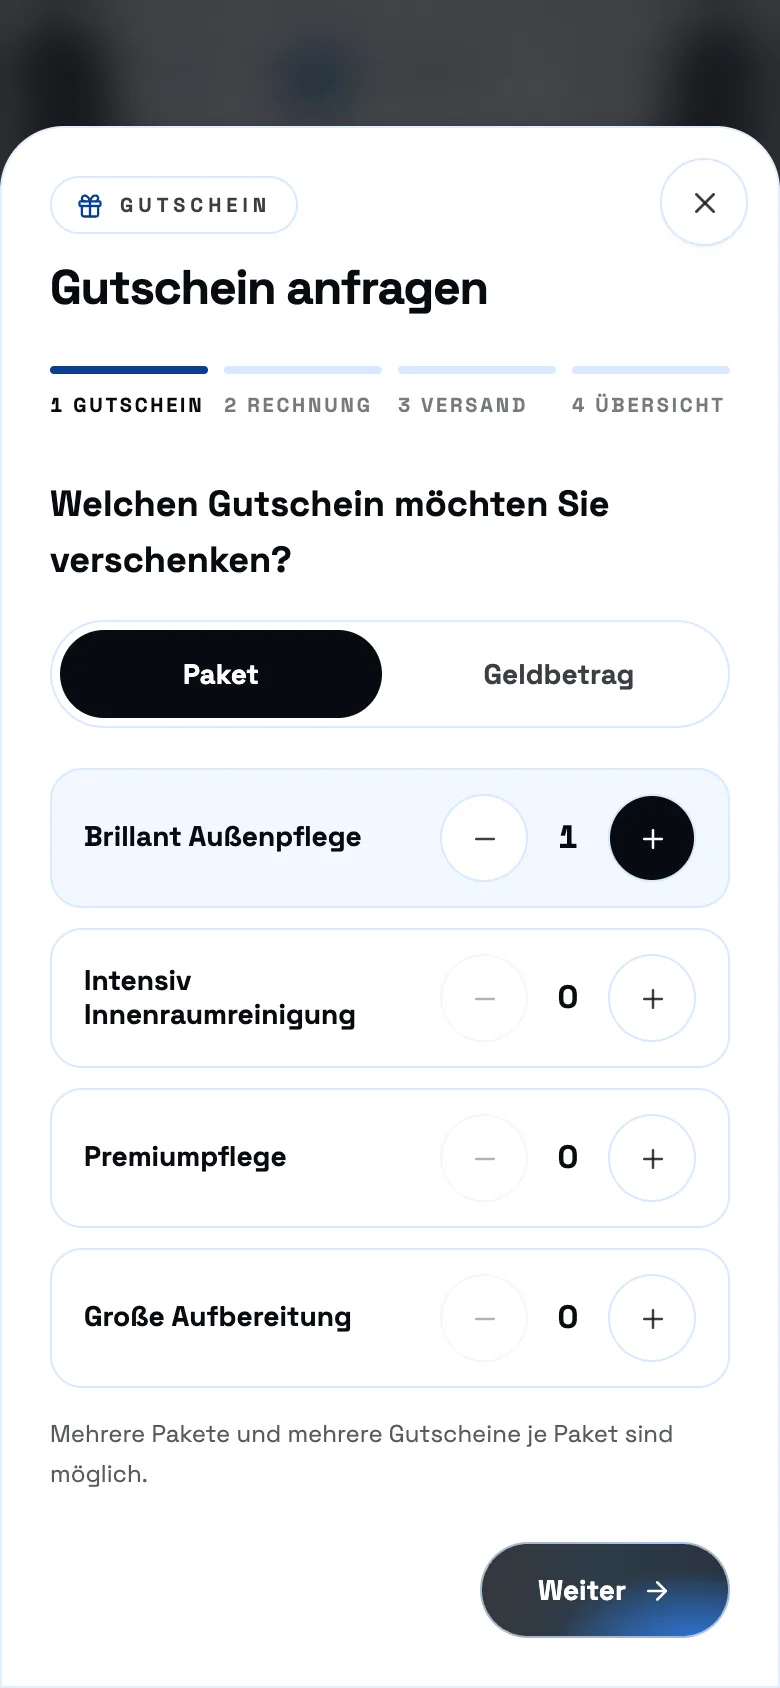 GUTSCHEIN
Gutschein anfragen
1 GUTSCHEIN
2 RECHNUNG
3 VERSAND
4 ÜBERSICHT
Welchen Gutschein möchten Sie
verschenken?
Paket
Geldbetrag
Brillant Außenpflege
− 1 +
Intensiv
Innenraumreinigung
− 0 +
Premiumpflege
− 0 +
Große Aufbereitung
− 0 +
Mehrere Pakete und mehrere Gutscheine je Paket sind
möglich.
Weiter →